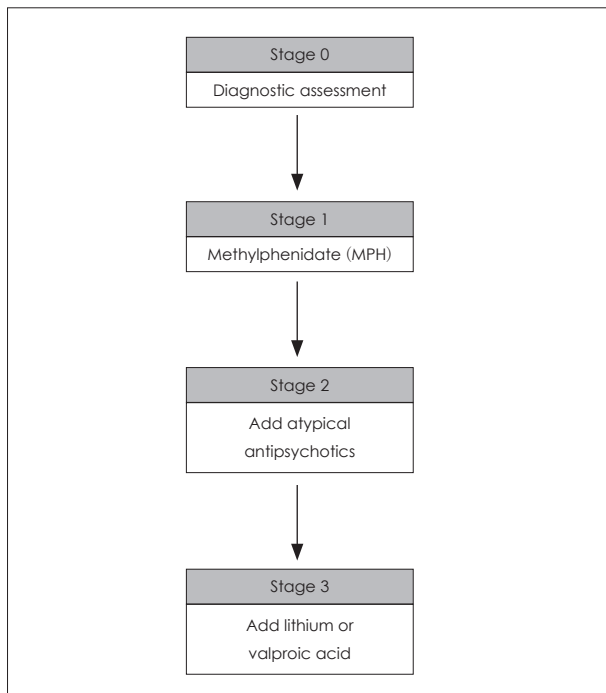 Stage 0
Diagnostic assessment
Stage 1
Methylphenidate (MPH)
Stage 2
Add atypical
antipsychotics
Stage 3
Add lithium or
valproic acid